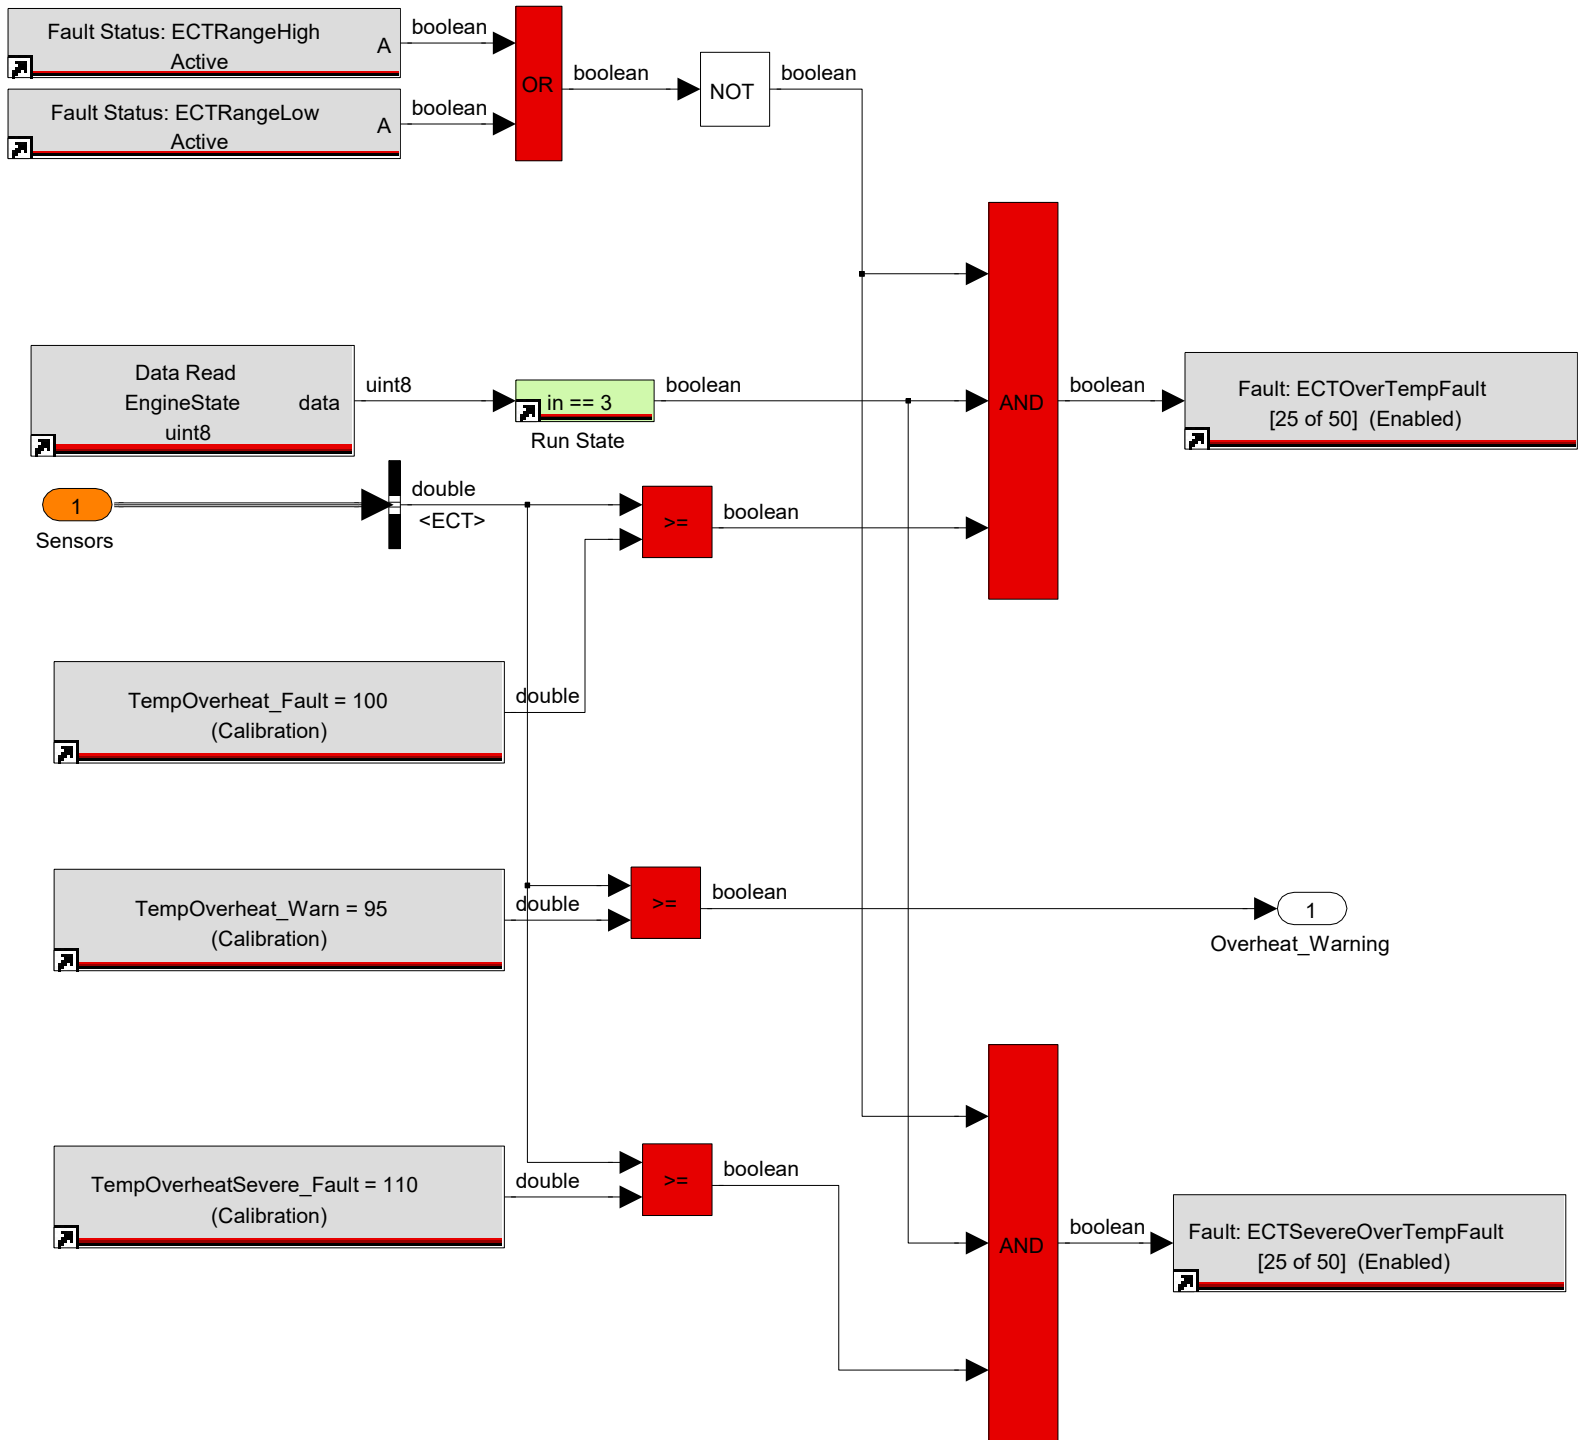 Fault Status: ECTRangeHigh
Active
A
boolean
OR
boolean
NOT
boolean
Fault Status: ECTRangeLow
Active
A
boolean
Data Read
EngineState
uint8
data
uint8
in == 3
Run State
boolean
AND
boolean
Fault: ECTOverTempFault
[25 of 50]  (Enabled)
1
Sensors
double
<ECT>
>=
boolean
TempOverheat_Fault = 100
(Calibration)
double
TempOverheat_Warn = 95
(Calibration)
double
>=
boolean
1
Overheat_Warning
TempOverheatSevere_Fault = 110
(Calibration)
double
>=
boolean
AND
boolean
Fault: ECTSevereOverTempFault
[25 of 50]  (Enabled)